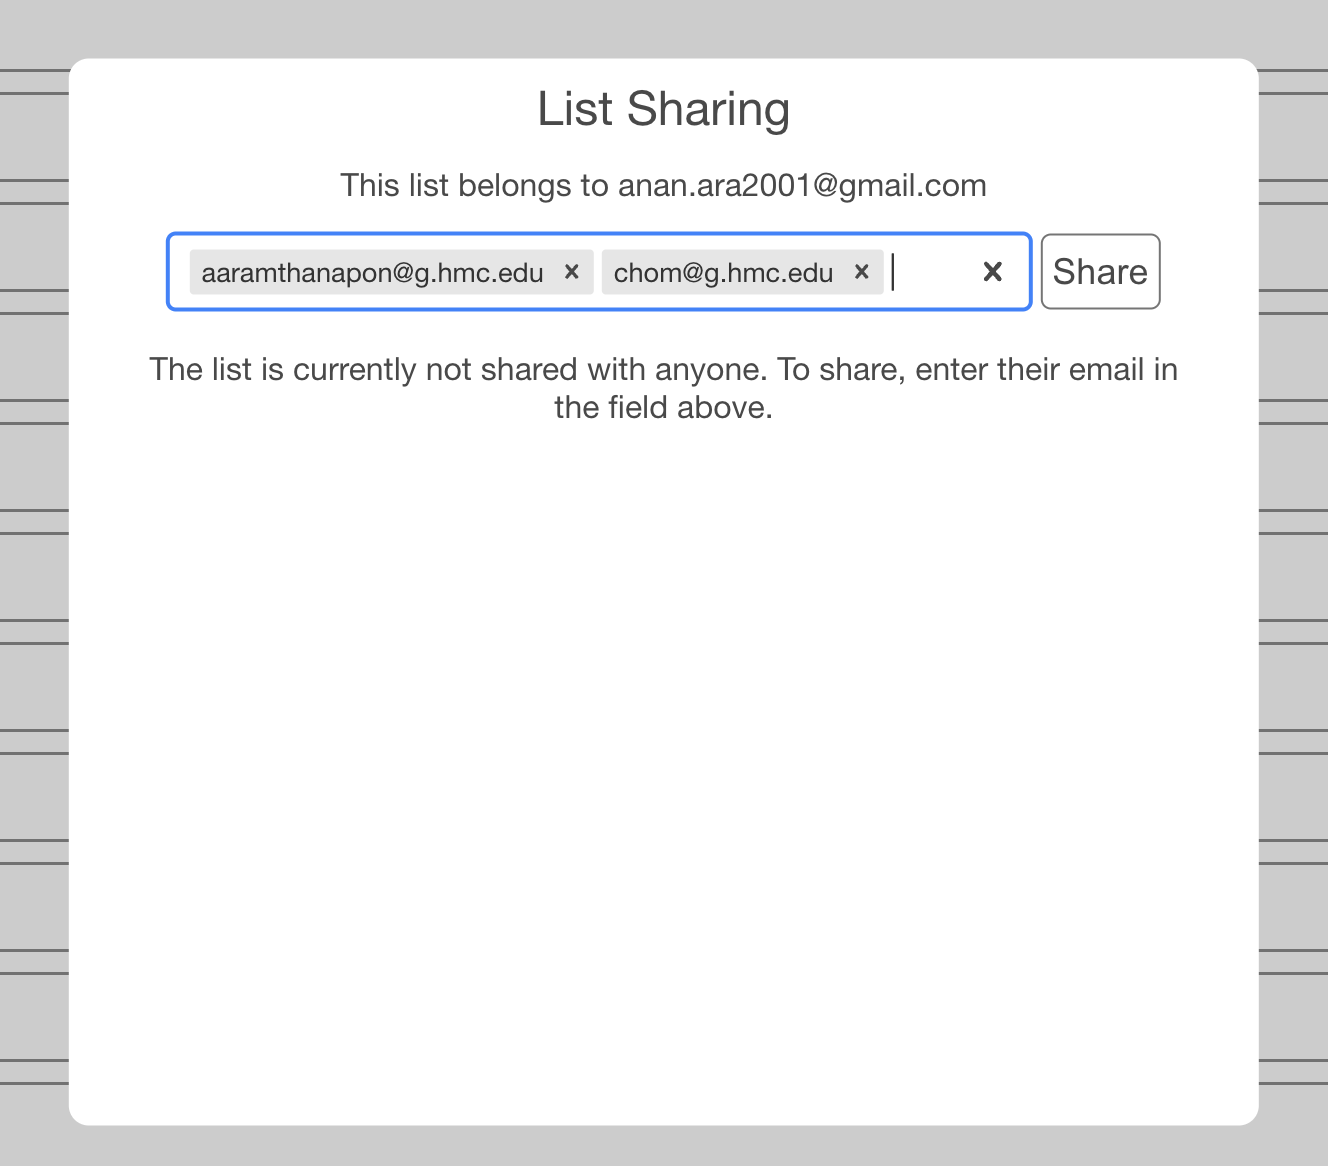 List Sharing
This list belongs to anan.ara2001@gmail.com
aaramthanapon@g.hmc.edu × chom@g.hmc.edu × × Share
The list is currently not shared with anyone. To share, enter their email in
the field above.